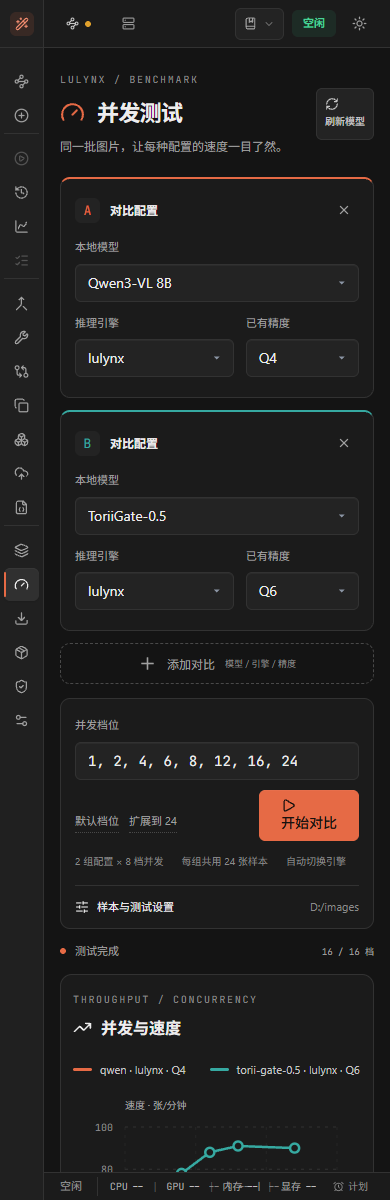 空闲
LULYNX / BENCHMARK
并发测试
刷新模型
同一批图片，让每种配置的速度一目了然。
A 对比配置
本地模型
Qwen3-VL 8B
推理引擎 已有精度
lulynx Q4
B 对比配置
本地模型
ToriiGate-0.5
推理引擎 已有精度
lulynx Q6
添加对比 模型 / 引擎 / 精度
并发档位
1, 2, 4, 6, 8, 12, 16, 24
默认档位 扩展到 24
开始对比
2 组配置 × 8 档并发 每组共用 24 张样本 自动切换引擎
样本与测试设置 D:/images
测试完成 16 / 16 档
THROUGHPUT / CONCURRENCY
并发与速度
qwen · lulynx · Q4 torii-gate-0.5 · lulynx · Q6
速度 · 张/分钟
100
80
空闲 CPU -- GPU -- 内存 -- 显存 -- 计划